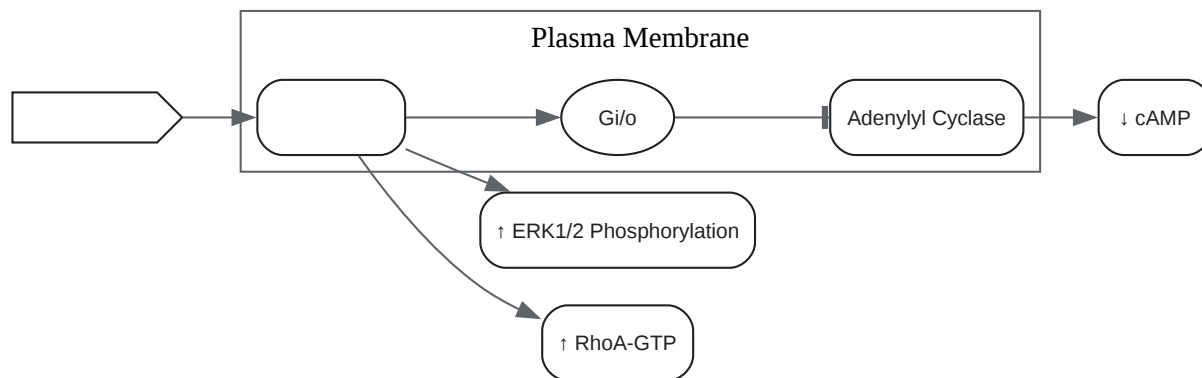 Plasma Membrane
Gi/o
Adenylyl Cyclase
↓ cAMP
↑ ERK1/2 Phosphorylation
↑ RhoA-GTP